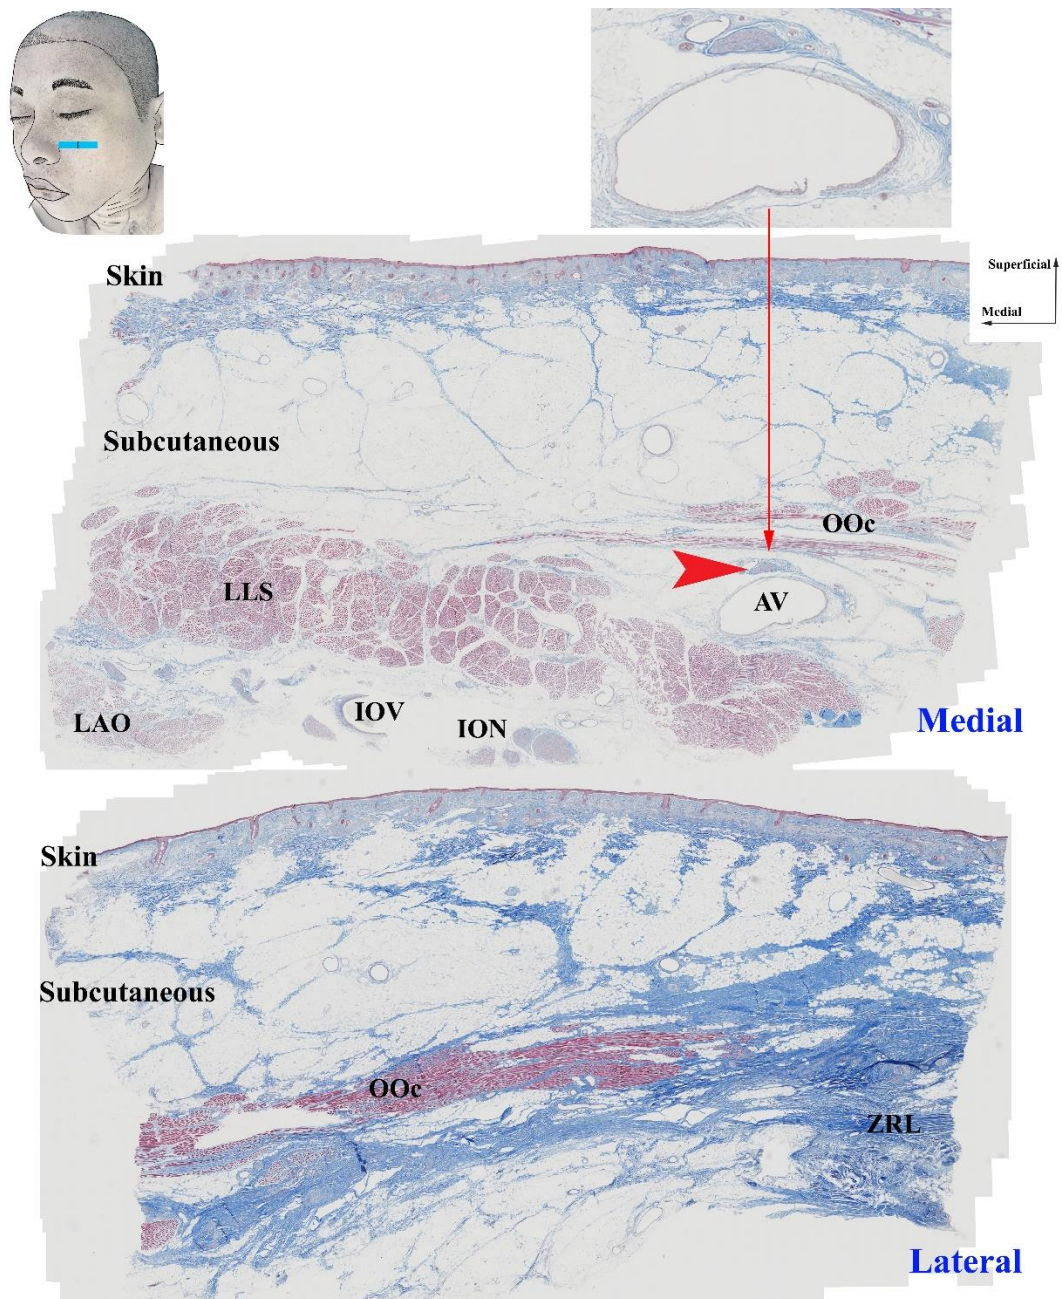 Skin
Superficial
Medial
Subcutaneous
OOc
LLS
AV
LAO
IOV
ION
Medial
Skin
Subcutaneous
OOc
ZRL
Lateral